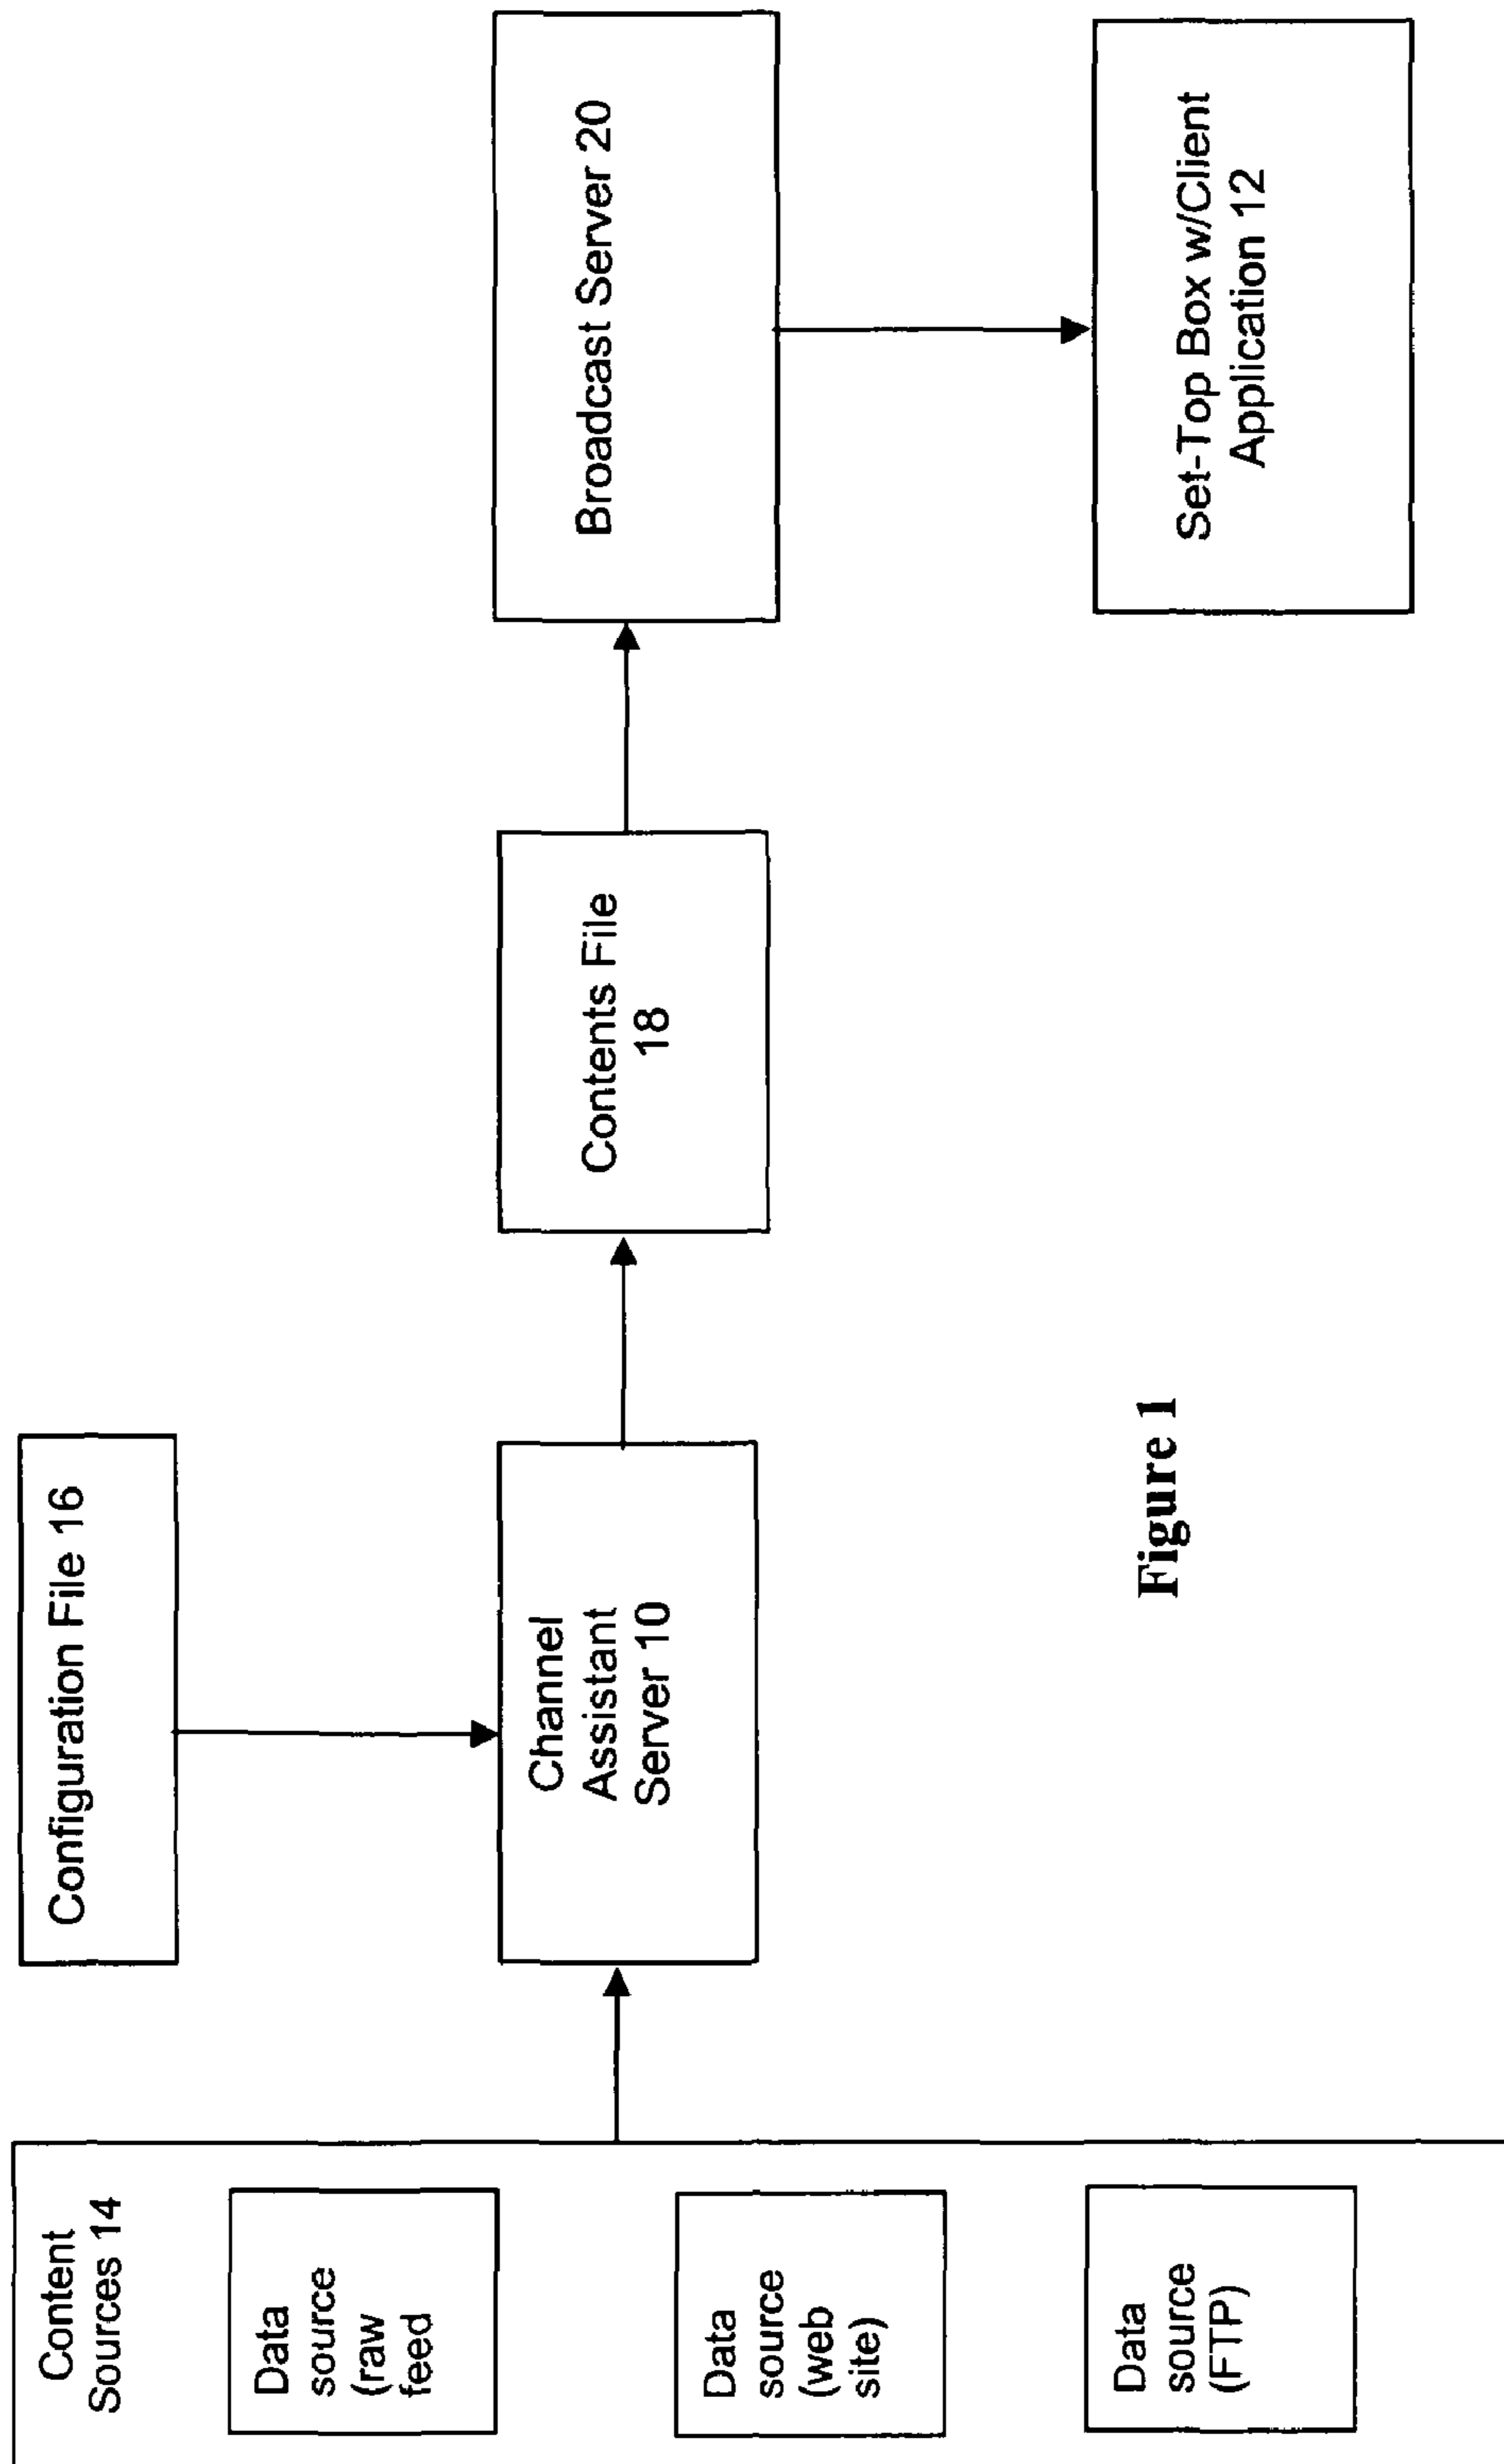 Content
Sources 14
Data
source
(raw
feed
Data
source
(web
site)
Data
source
(FTP)
Configuration File 16
Channel
Assistant
Server 10
Contents File
18
Broadcast Server 20
Set-Top Box w/Client
Application 12
Figure 1